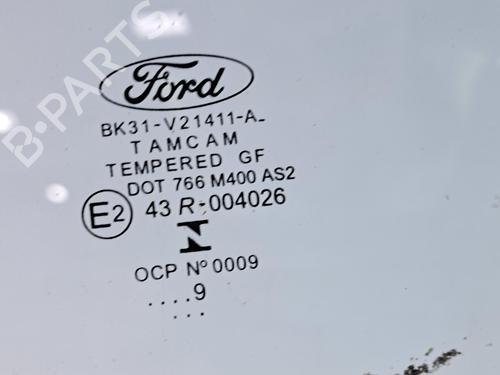 B-PARTS
Ford
BK31-V21411-A
TAMCAM
TEMPERED GF
DOT 766 M400 AS2
E2 43 R-004026
OCP Nº 0009
....9
...